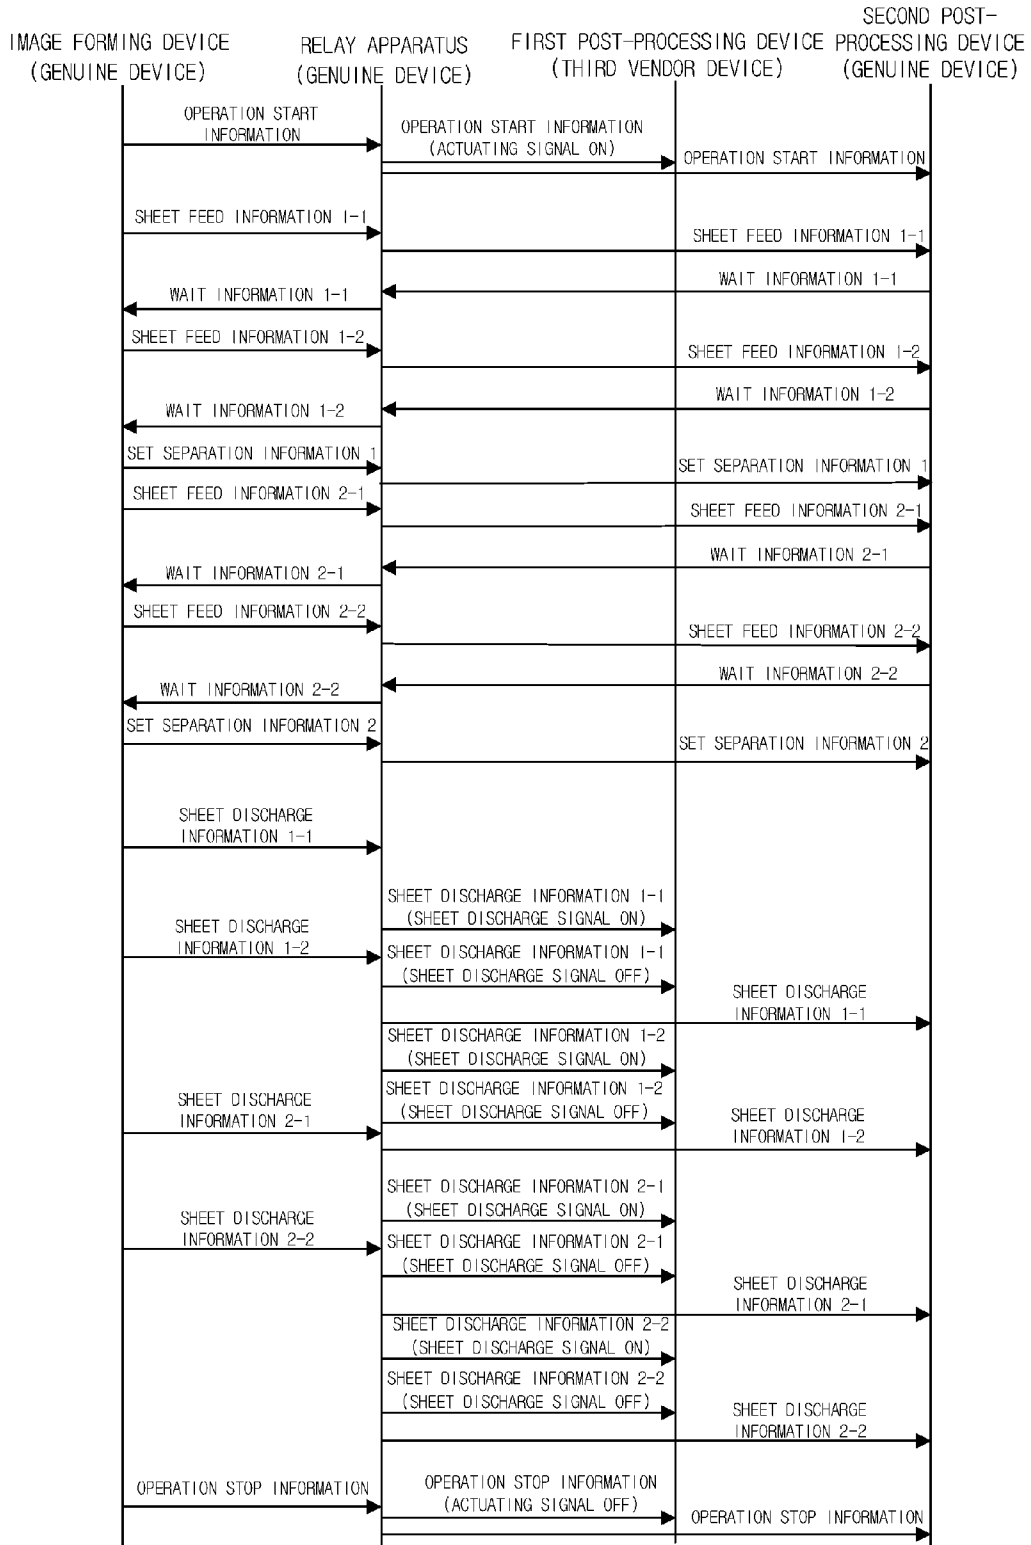 IMAGE FORMING DEVICE
(GENUINE DEVICE)
RELAY APPARATUS
(GENUINE DEVICE)
FIRST POST-PROCESSING DEVICE
(THIRD VENDOR DEVICE)
SECOND POST-
PROCESSING DEVICE
(GENUINE DEVICE)
OPERATION START
INFORMATION
OPERATION START INFORMATION
(ACTUATING SIGNAL ON)
OPERATION START INFORMATION
SHEET FEED INFORMATION 1-1
SHEET FEED INFORMATION 1-1
WAIT INFORMATION 1-1
WAIT INFORMATION 1-1
SHEET FEED INFORMATION 1-2
SHEET FEED INFORMATION 1-2
WAIT INFORMATION 1-2
WAIT INFORMATION 1-2
SET SEPARATION INFORMATION 1
SET SEPARATION INFORMATION 1
SHEET FEED INFORMATION 2-1
SHEET FEED INFORMATION 2-1
WAIT INFORMATION 2-1
WAIT INFORMATION 2-1
SHEET FEED INFORMATION 2-2
SHEET FEED INFORMATION 2-2
WAIT INFORMATION 2-2
WAIT INFORMATION 2-2
SET SEPARATION INFORMATION 2
SET SEPARATION INFORMATION 2
SHEET DISCHARGE
INFORMATION 1-1
SHEET DISCHARGE INFORMATION 1-1
(SHEET DISCHARGE SIGNAL ON)
SHEET DISCHARGE
INFORMATION 1-2
SHEET DISCHARGE INFORMATION 1-1
(SHEET DISCHARGE SIGNAL OFF)
SHEET DISCHARGE
INFORMATION 1-1
SHEET DISCHARGE INFORMATION 1-2
(SHEET DISCHARGE SIGNAL ON)
SHEET DISCHARGE INFORMATION 1-2
(SHEET DISCHARGE SIGNAL OFF)
SHEET DISCHARGE
INFORMATION 2-1
SHEET DISCHARGE
INFORMATION 1-2
SHEET DISCHARGE INFORMATION 2-1
(SHEET DISCHARGE SIGNAL ON)
SHEET DISCHARGE
INFORMATION 2-2
SHEET DISCHARGE INFORMATION 2-1
(SHEET DISCHARGE SIGNAL OFF)
SHEET DISCHARGE
INFORMATION 2-1
SHEET DISCHARGE INFORMATION 2-2
(SHEET DISCHARGE SIGNAL ON)
SHEET DISCHARGE INFORMATION 2-2
(SHEET DISCHARGE SIGNAL OFF)
SHEET DISCHARGE
INFORMATION 2-2
OPERATION STOP INFORMATION
OPERATION STOP INFORMATION
(ACTUATING SIGNAL OFF)
OPERATION STOP INFORMATION